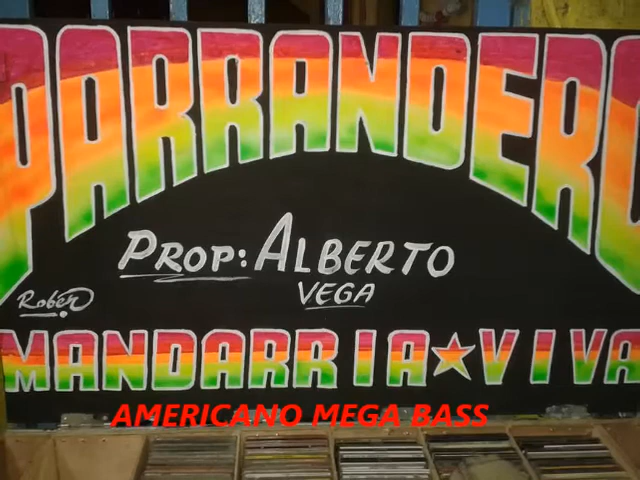 PARRANDERO
PROP: ALBERTO
VEGA
Rober
MANDARRIA★VIVA
AMERICANO MEGA BASS